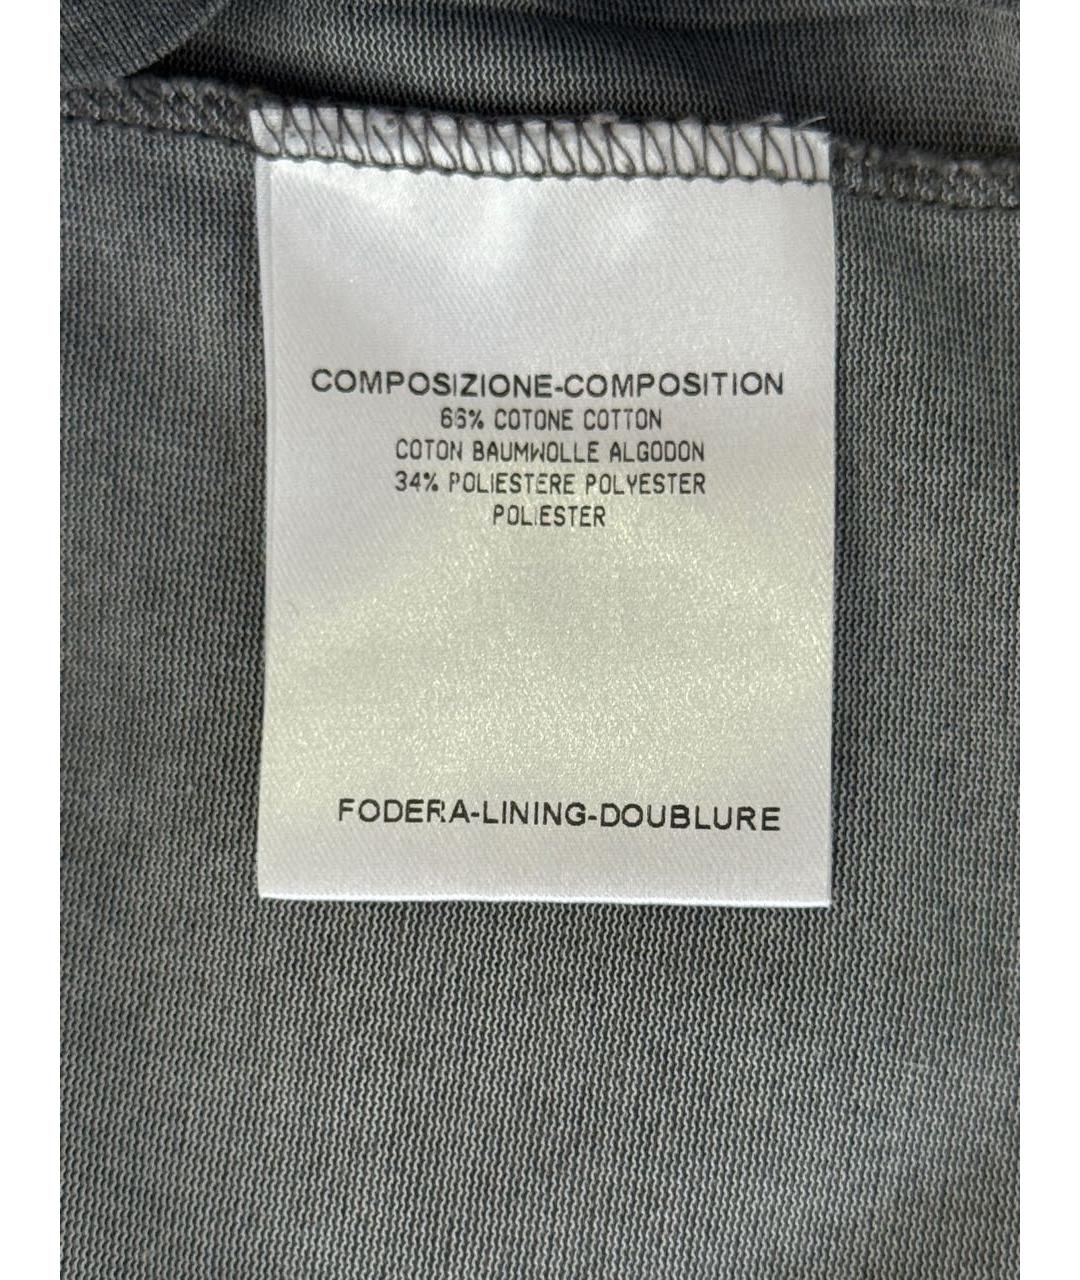 COMPOSIZIONE-COMPOSITION
66% COTONE COTTON
COTON BAUMWOLLE ALGODON
34% POLIESTERE POLYESTER
POLIESTER
FODERA-LINING-DOUBLURE